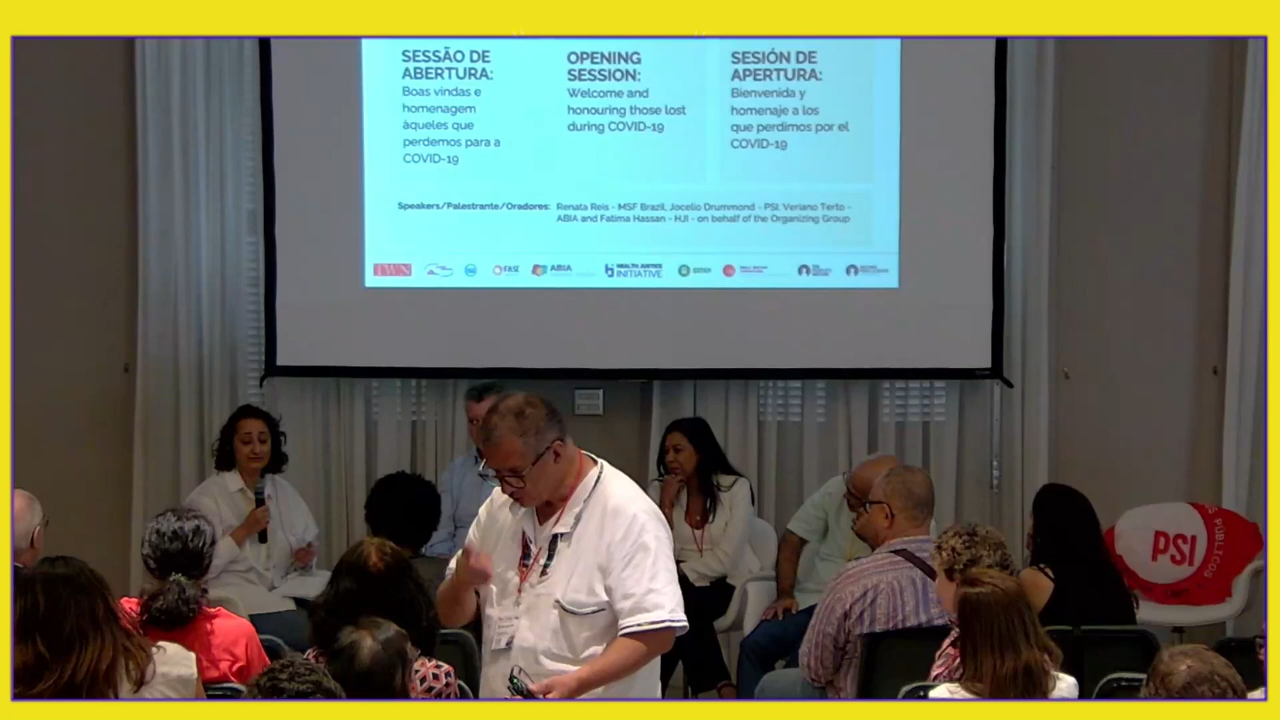 SESSÃO DE
ABERTURA:
Boas vindas e
homenagem
àqueles que
perdemos para a
COVID-19
OPENING
SESSION:
Welcome and
honouring those lost
during COVID-19
SESIÓN DE
APERTURA:
Bienvenida y
homenaje a los
que perdimos por el
COVID-19
Speakers/Palestrante/Oradores: Renata Reis - MSF Brazil, Jocelio Drummond - PSI, Veriano Terto -
ABIA and Fatima Hassan - HJI - on behalf of the Organizing Group
TWN
FASE
ABIA
HEALTH JUSTICE
INITIATIVE
PSI
S PÚBLICOS